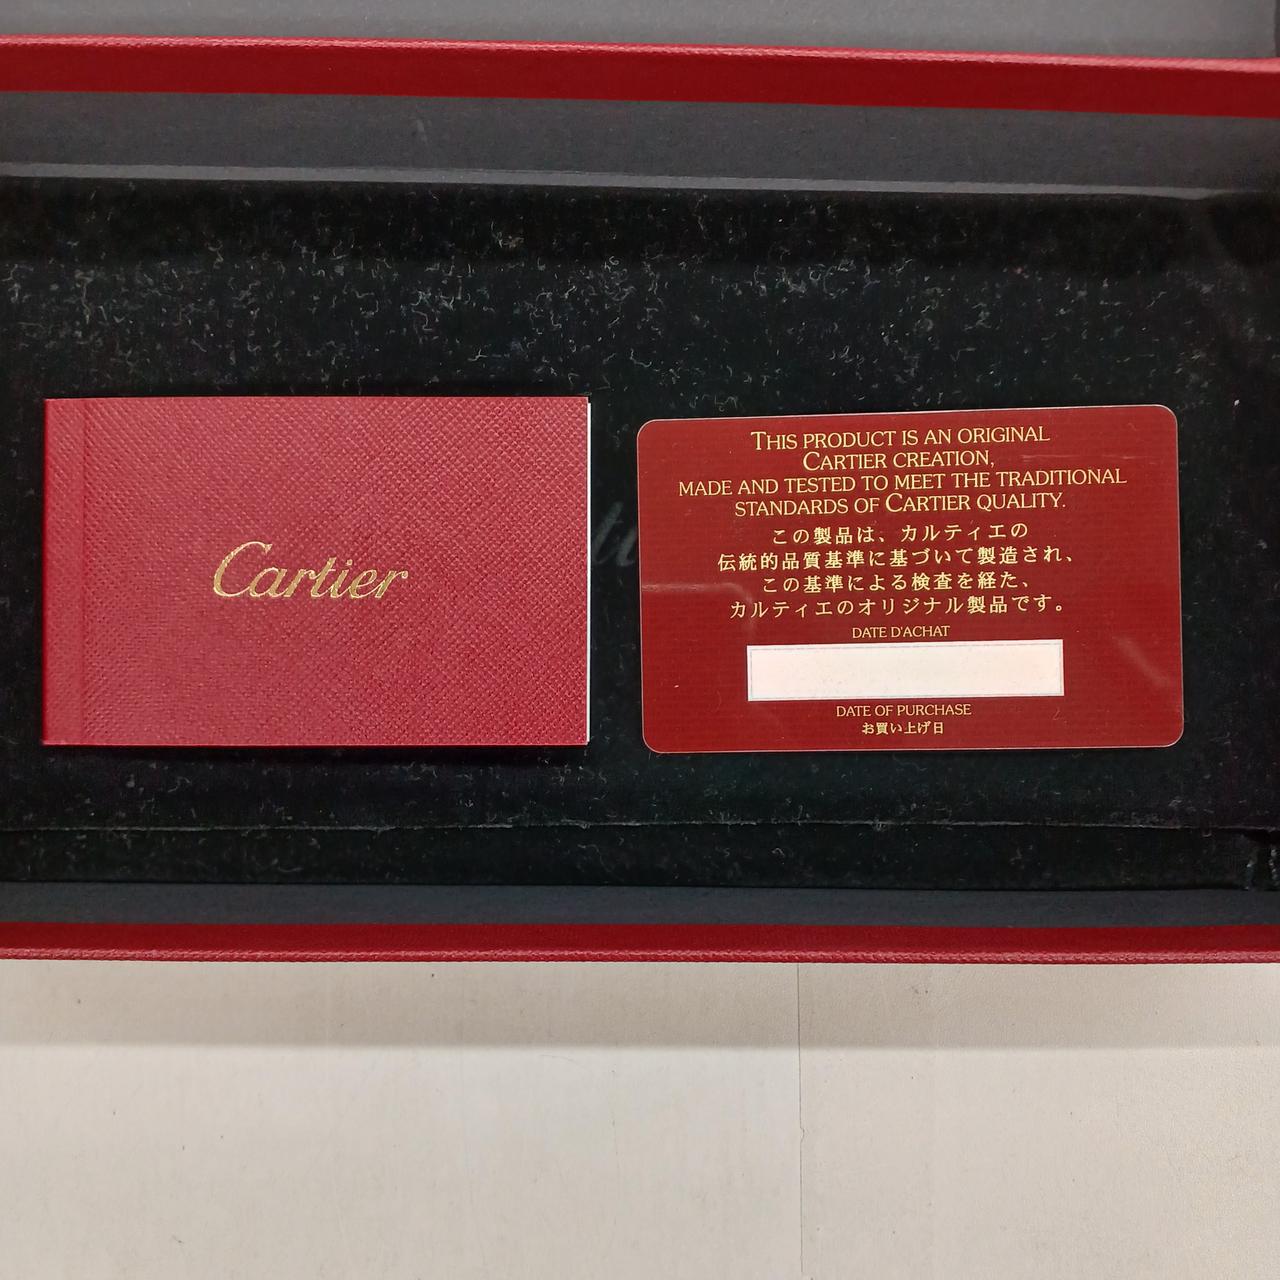 Cartier
THIS PRODUCT IS AN ORIGINAL
CARTIER CREATION,
MADE AND TESTED TO MEET THE TRADITIONAL
STANDARDS OF CARTIER QUALITY.
この製品は、カルティエの
伝統的品質基準に基づいて製造され、
この基準による検査を経た、
カルティエのオリジナル製品です。
DATE D'ACHAT
DATE OF PURCHASE
お買い上げ日